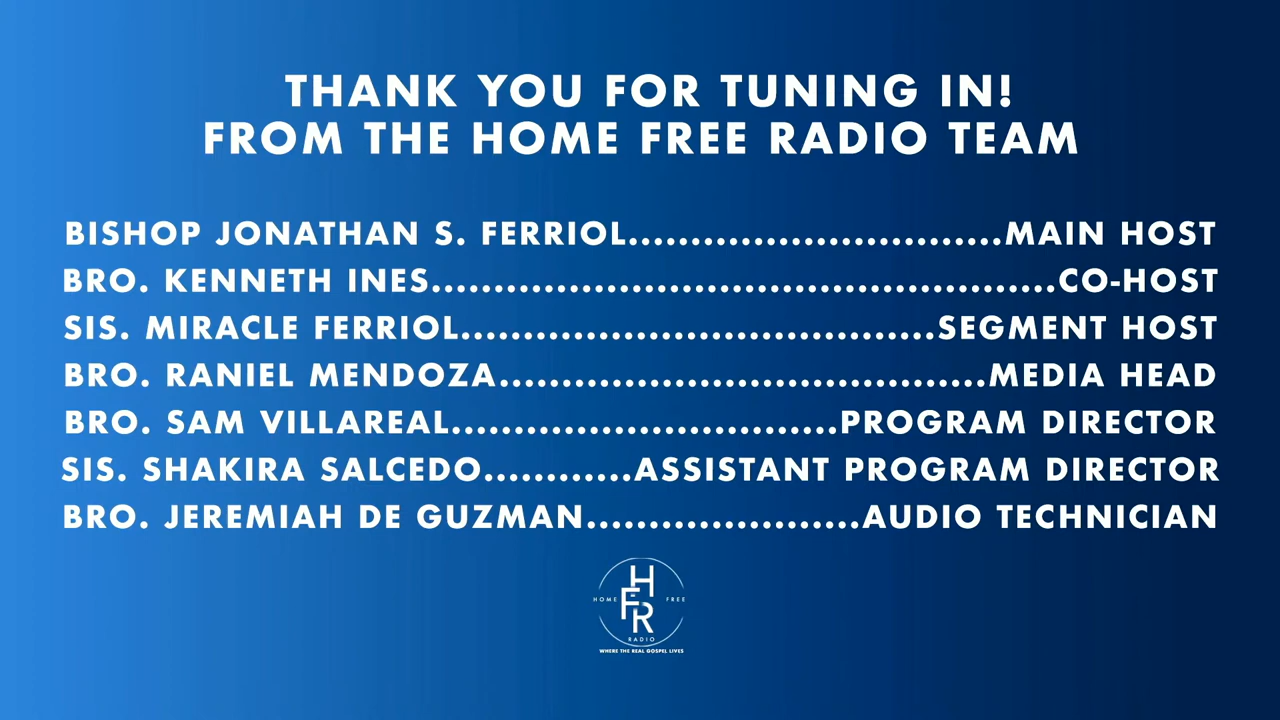 THANK YOU FOR TUNING IN!
FROM THE HOME FREE RADIO TEAM
BISHOP JONATHAN S. FERRIOL..............................MAIN HOST
BRO. KENNETH INES..................................................CO-HOST
SIS. MIRACLE FERRIOL......................................SEGMENT HOST
BRO. RANIEL MENDOZA.......................................MEDIA HEAD
BRO. SAM VILLAREAL...............................PROGRAM DIRECTOR
SIS. SHAKIRA SALCEDO............ASSISTANT PROGRAM DIRECTOR
BRO. JEREMIAH DE GUZMAN......................AUDIO TECHNICIAN
HFR
HOME FREE
RADIO
WHERE THE REAL GOSPEL LIVES